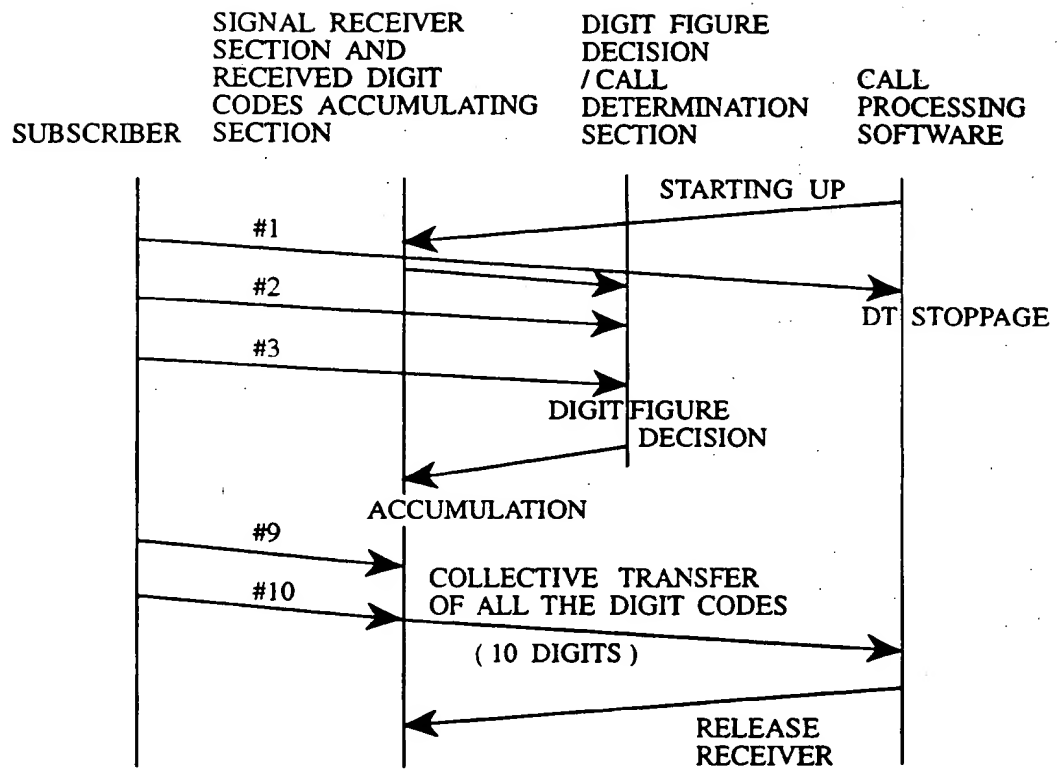 SUBSCRIBER
SIGNAL RECEIVER
SECTION AND
RECEIVED DIGIT
CODES ACCUMULATING
SECTION
DIGIT FIGURE
DECISION
/ CALL
DETERMINATION
SECTION
CALL
PROCESSING
SOFTWARE
STARTING UP
#1
#2
DT STOPPAGE
#3
DIGIT FIGURE
DECISION
ACCUMULATION
#9
COLLECTIVE TRANSFER
OF ALL THE DIGIT CODES
#10
( 10 DIGITS )
RELEASE
RECEIVER